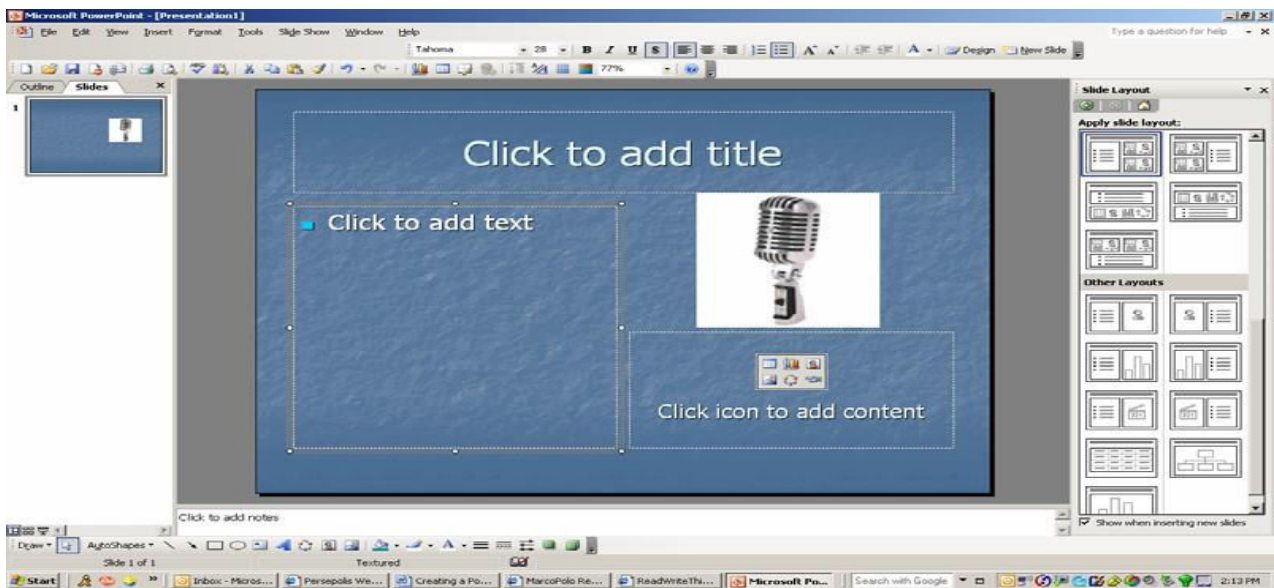 Microsoft PowerPoint - [Presentation1]
File Edit View Insert Format Tools Slide Show Window Help
Type a question for help
Tahoma 28 B I U S A A A Design New Slide
77%
Outline Slides
Slide Layout
1
Apply slide layout:
Click to add title
Click to add text
Other Layouts
Click icon to add content
Click to add notes
Show when inserting new slides
Draw AutoShapes
Slide 1 of 1 Textured
Start Inbox - Micros... Persepolis We... Creating a Po... MarcoPolo Re... ReadWriteThi... Microsoft Po... Search with Google 2:13 PM